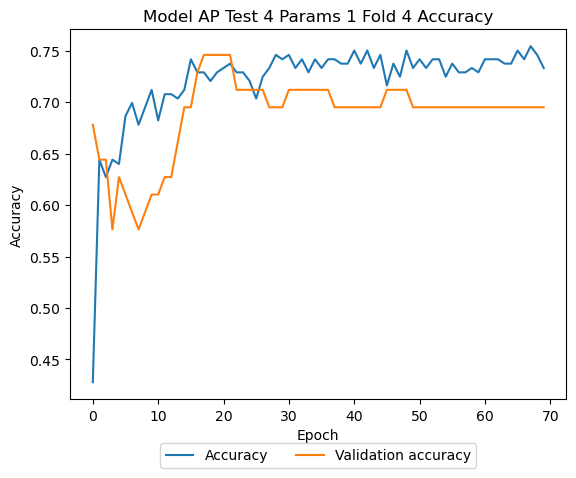 Model AP Test 4 Params 1 Fold 4 Accuracy
Accuracy
0.75
0.70
0.65
0.60
0.55
0.50
0.45
0 10 20 30 40 50 60 70
Epoch
Accuracy Validation accuracy